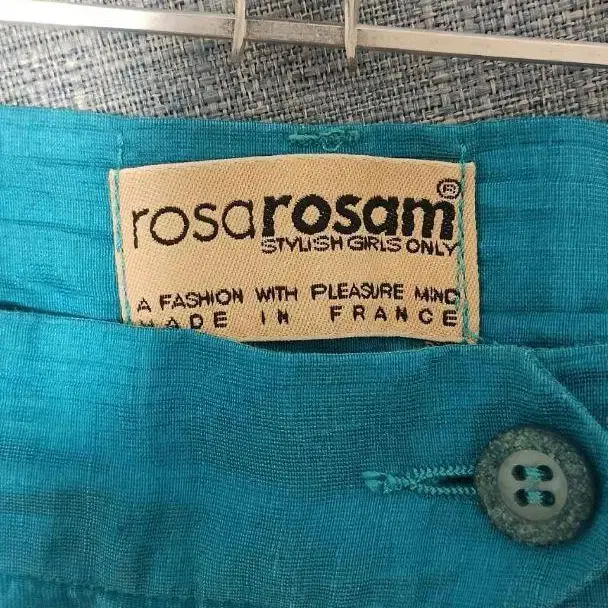 rosarosam®
STYLISH GIRLS ONLY
A FASHION WITH PLEASURE MIND
MADE IN FRANCE